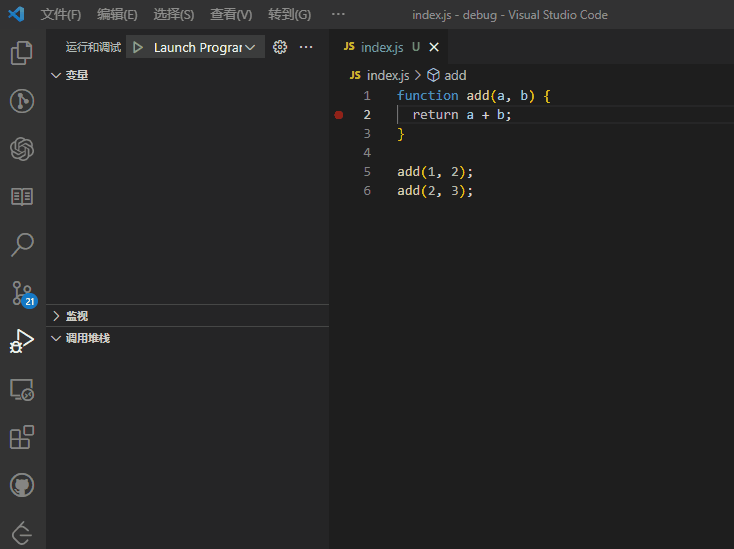 文件(F) 编辑(E) 选择(S) 查看(V) 转到(G) ··· index.js - debug - Visual Studio Code
运行和调试 Launch Progran ···
变量
21
监视
调用堆栈
JS index.js U
JS index.js > add
1 function add(a, b) {
2 return a + b;
3 }
4
5 add(1, 2);
6 add(2, 3);